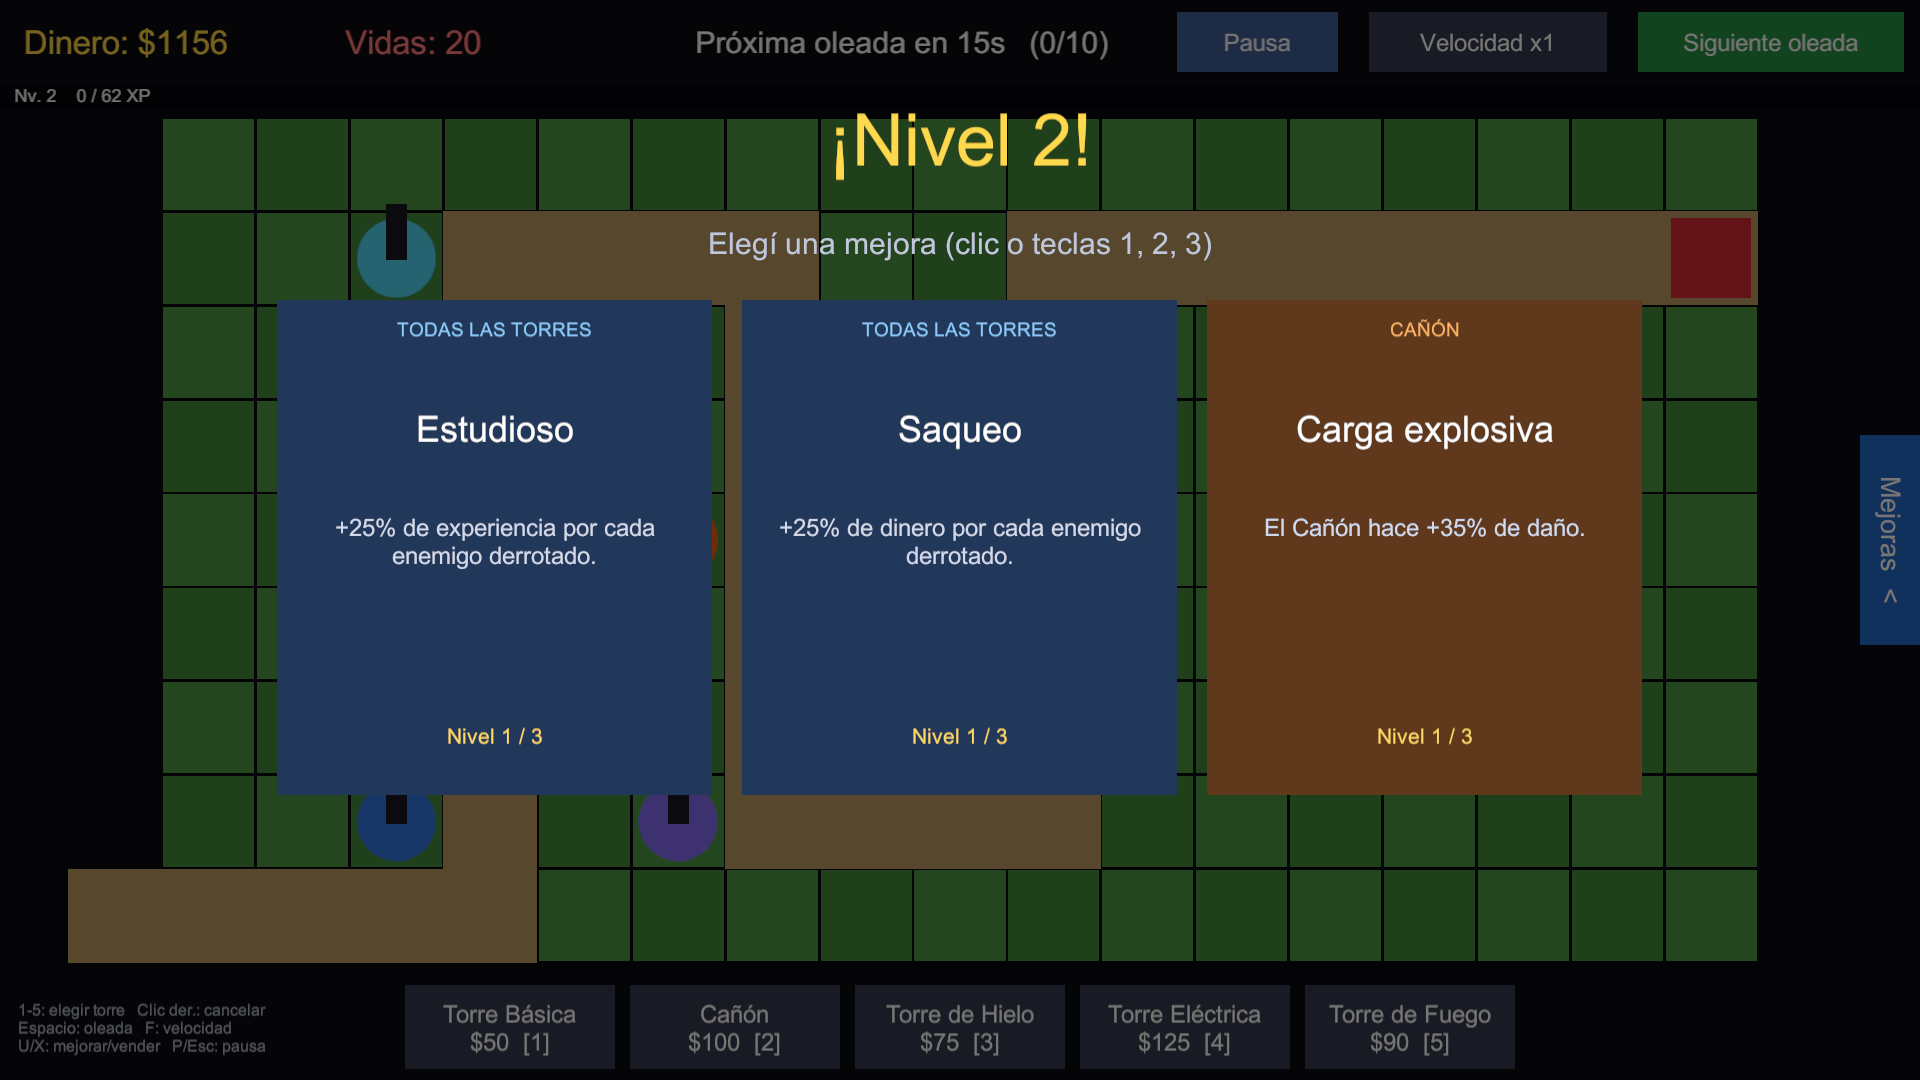 Dinero: $1156
Vidas: 20
Próxima oleada en 15s (0/10)
Pausa
Velocidad x1
Siguiente oleada
Nv. 2 0 / 62 XP
¡Nivel 2!
Elegí una mejora (clic o teclas 1, 2, 3)
TODAS LAS TORRES
Estudioso
+25% de experiencia por cada
enemigo derrotado.
Nivel 1 / 3
TODAS LAS TORRES
Saqueo
+25% de dinero por cada enemigo
derrotado.
Nivel 1 / 3
CAÑÓN
Carga explosiva
El Cañón hace +35% de daño.
Nivel 1 / 3
Mejoras <
1-5: elegir torre Clic der.: cancelar
Espacio: oleada F: velocidad
U/X: mejorar/vender P/Esc: pausa
Torre Básica
$50 [1]
Cañón
$100 [2]
Torre de Hielo
$75 [3]
Torre Eléctrica
$125 [4]
Torre de Fuego
$90 [5]